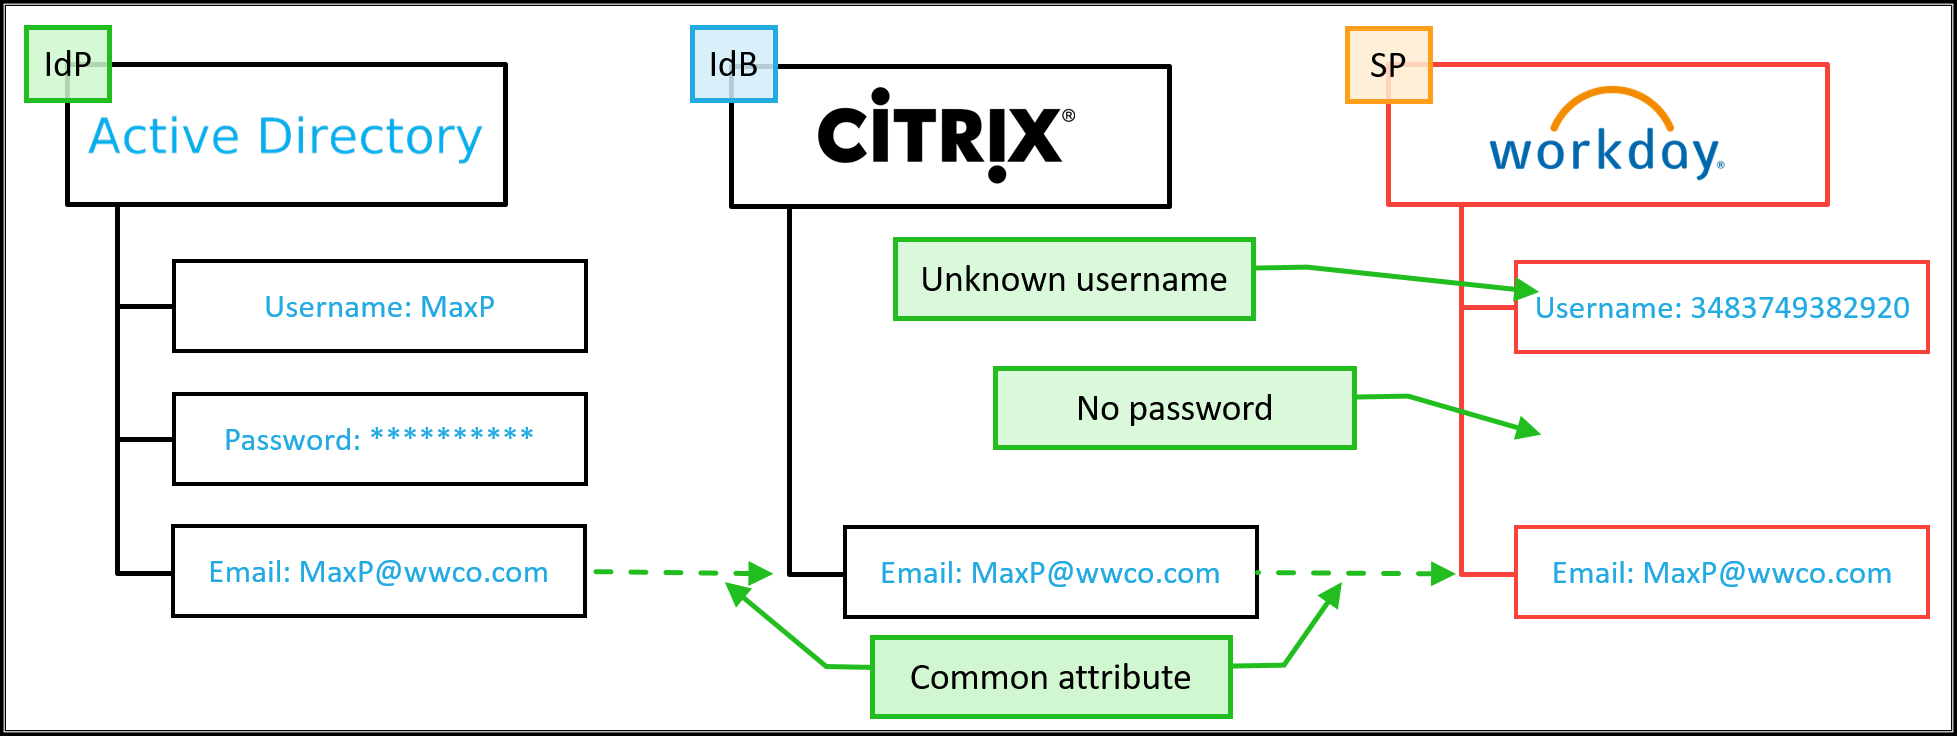 IdP
Active Directory
Username: MaxP
Password: **********
Email: MaxP@wwco.com
IdB
CITRIX®
Unknown username
No password
Email: MaxP@wwco.com
Common attribute
SP
workday®
Username: 3483749382920
Email: MaxP@wwco.com